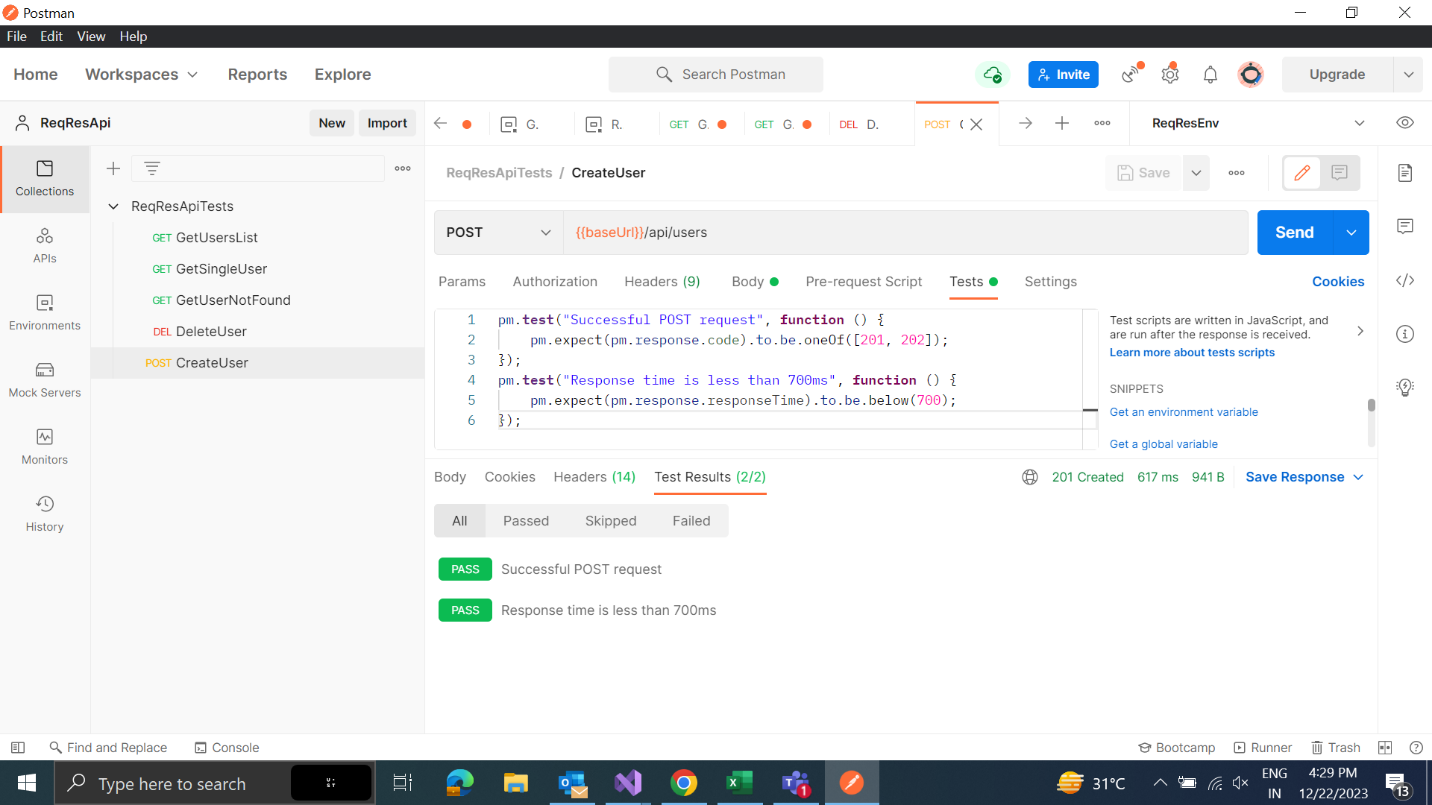 Postman
File Edit View Help
Home Workspaces Reports Explore Search Postman Invite Upgrade
ReqResApi New Import G. R. GET G. GET G. DEL D. POST ReqResEnv
Collections
APIs
Environments
Mock Servers
Monitors
History
ReqResApiTests
GET GetUsersList
GET GetSingleUser
GET GetUserNotFound
DEL DeleteUser
POST CreateUser
ReqResApiTests / CreateUser Save
POST {{baseUrl}}/api/users Send
Params Authorization Headers (9) Body Pre-request Script Tests Settings Cookies
1 pm.test("Successful POST request", function () {
2 pm.expect(pm.response.code).to.be.oneOf([201, 202]);
3 });
4 pm.test("Response time is less than 700ms", function () {
5 pm.expect(pm.response.responseTime).to.be.below(700);
6 });
Test scripts are written in JavaScript, and
are run after the response is received.
Learn more about tests scripts
SNIPPETS
Get an environment variable
Get a global variable
Body Cookies Headers (14) Test Results (2/2) 201 Created 617 ms 941 B Save Response
All Passed Skipped Failed
PASS Successful POST request
PASS Response time is less than 700ms
Find and Replace Console Bootcamp Runner Trash
Type here to search 1 31°C ENG IN 4:29 PM 12/22/2023 13